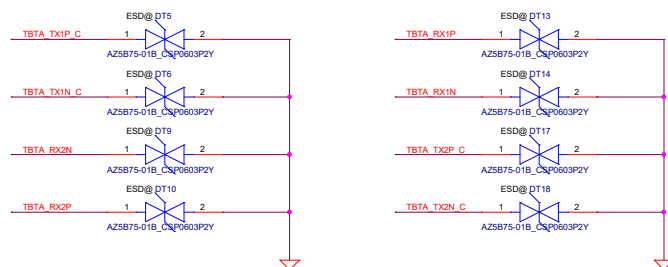 ESD@ DT5
TBTA_TX1P_C 1 2
AZ5B75-01B_CSP0603P2Y
ESD@ DT6
TBTA_TX1N_C 1 2
AZ5B75-01B_CSP0603P2Y
ESD@ DT9
TBTA_RX2N 1 2
AZ5B75-01B_CSP0603P2Y
ESD@ DT10
TBTA_RX2P 1 2
AZ5B75-01B_CSP0603P2Y
ESD@ DT13
TBTA_RX1P 1 2
AZ5B75-01B_CSP0603P2Y
ESD@ DT14
TBTA_RX1N 1 2
AZ5B75-01B_CSP0603P2Y
ESD@ DT17
TBTA_TX2P_C 1 2
AZ5B75-01B_CSP0603P2Y
ESD@ DT18
TBTA_TX2N_C 1 2
AZ5B75-01B_CSP0603P2Y